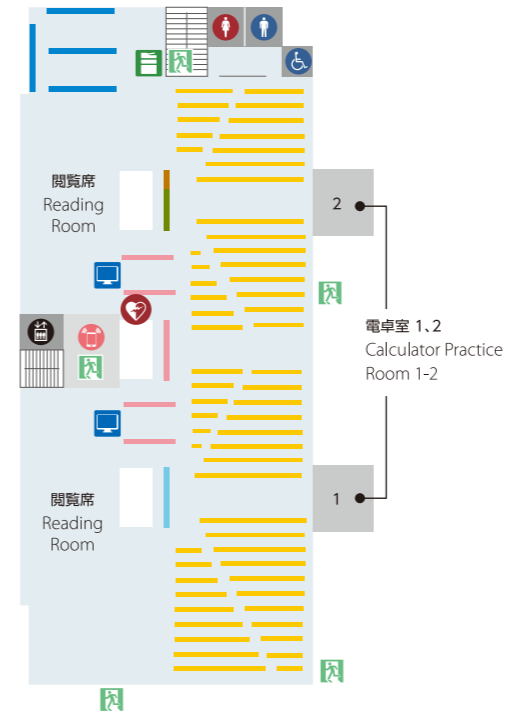 閲覧席
Reading
Room
2
電卓室 1、2
Calculator Practice
Room 1-2
閲覧席
Reading
Room
1